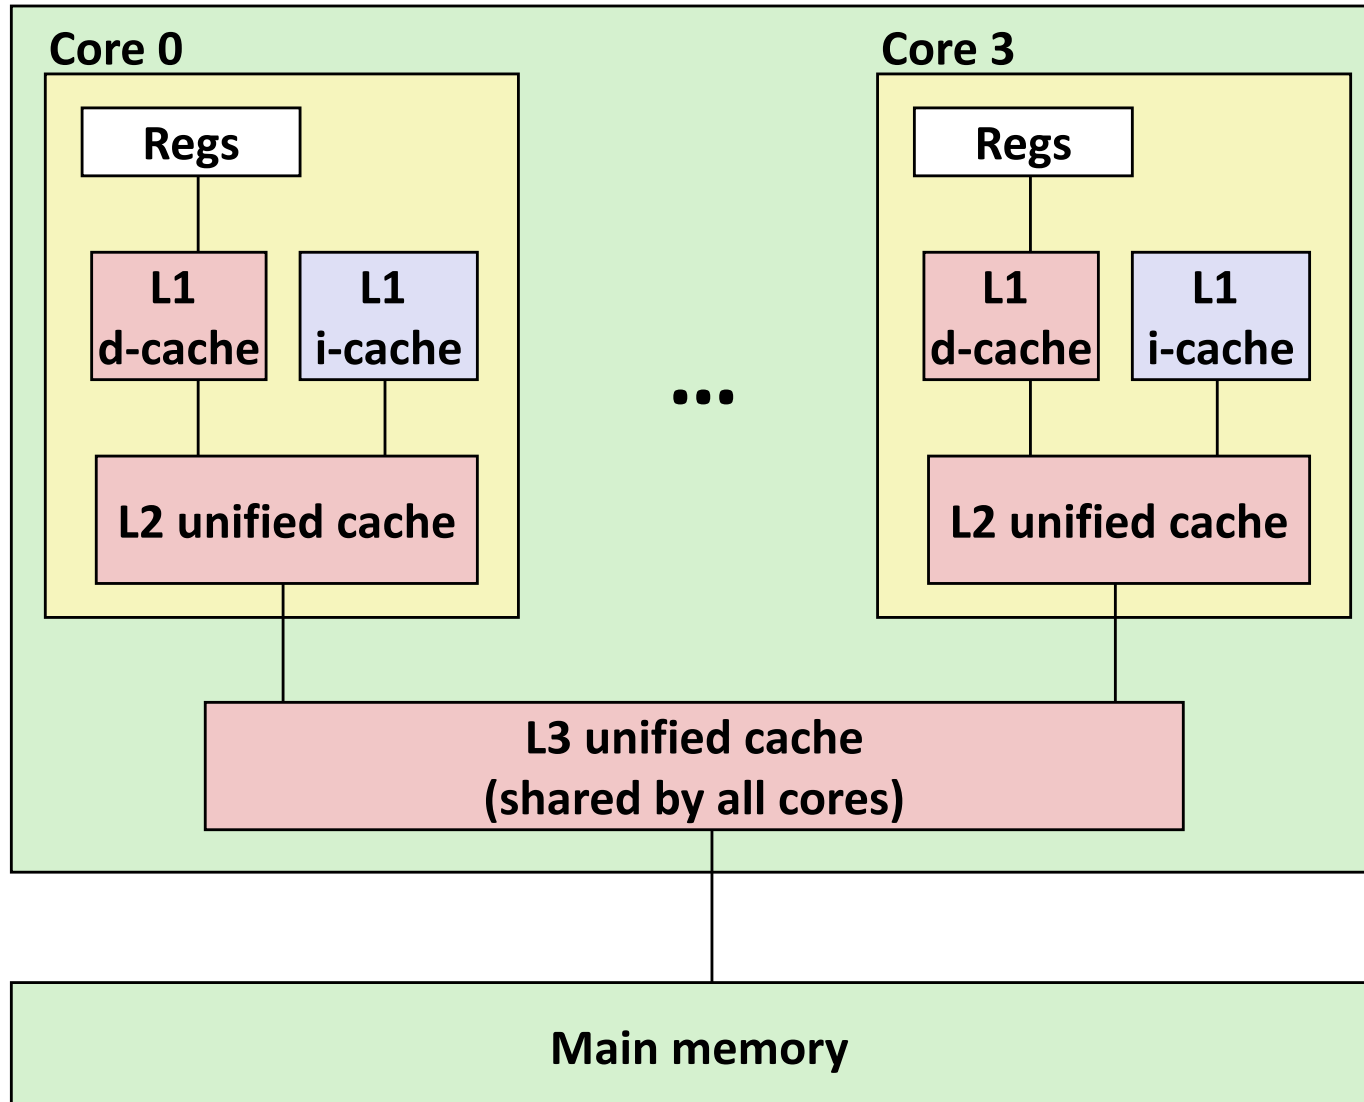 Core 0
Regs
L1
d-cache
L1
i-cache
L2 unified cache
...
Core 3
Regs
L1
d-cache
L1
i-cache
L2 unified cache
L3 unified cache
(shared by all cores)
Main memory